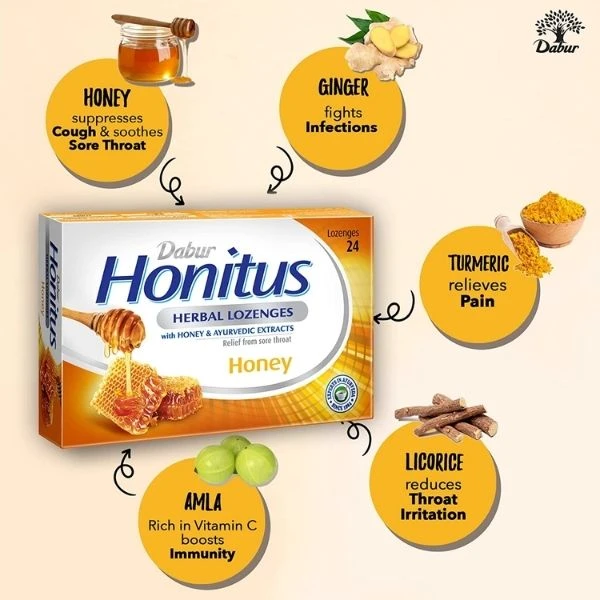 Dabur
HONEY
suppresses
Cough & soothes
Sore Throat
GINGER
fights
Infections
Lozenges
24
Dabur
Honitus
HERBAL LOZENGES
with HONEY & AYURVEDIC EXTRACTS
Relief from sore throat
Honey
Honitus
Honey
TURMERIC
relieves
Pain
LICORICE
reduces
Throat
Irritation
AMLA
Rich in Vitamin C
boosts
Immunity